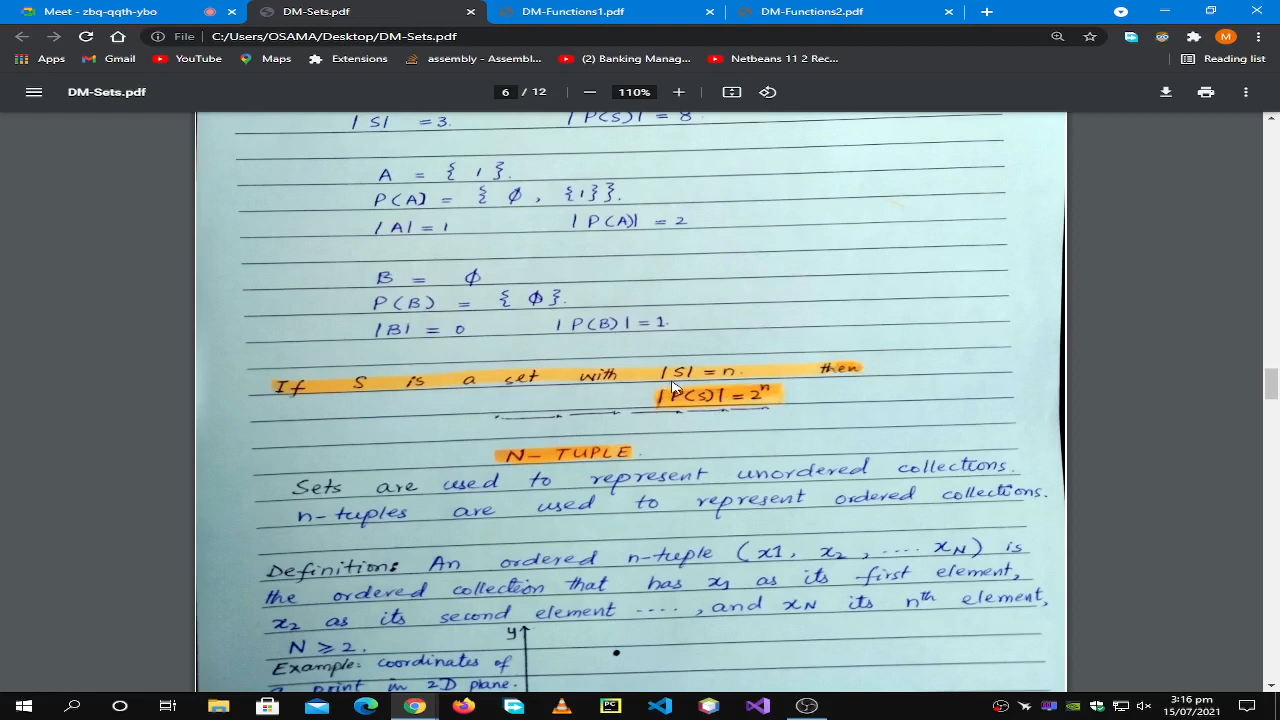 Meet - zbq-qqth-ybo
DM-Sets.pdf
DM-Functions1.pdf
DM-Functions2.pdf
File
C:/Users/OSAMA/Desktop/DM-Sets.pdf
Apps
Gmail
YouTube
Maps
Extensions
assembly - Assembl...
(2) Banking Manag...
Netbeans 11 2 Rec...
Reading list
DM-Sets.pdf
6 / 12
110%
|S| = 3. |P(S)| = 8
A = { 1 }.
P(A) = { ϕ , {1}}.
|A| = 1 |P(A)| = 2
B = ϕ
P(B) = { ϕ }.
|B| = 0 |P(B)| = 1.
If S is a set with |S| = n. then
|P(S)| = 2ⁿ
N- TUPLE.
Sets are used to represent unordered collections.
n-tuples are used to represent ordered collections.
Definition: An ordered n-tuple (x1, x₂ , .... xN) is
the ordered collection that has x₁ as its first element,
x₂ as its second element ...., and xN its nth element,
N ≥ 2.
Example: coordinates of
a point in 2D plane.
y
3:16 pm
15/07/2021